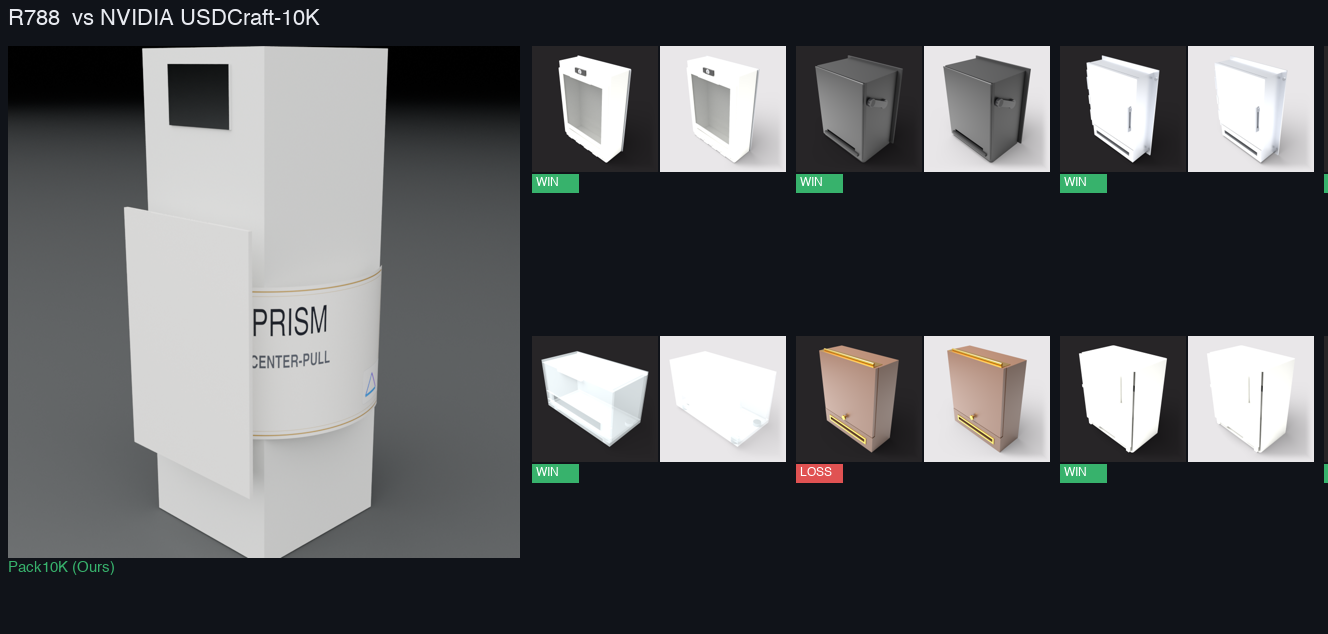 R788 vs NVIDIA USDCraft-10K
PRISM
CENTER-PULL
Pack10K (Ours)
WIN
WIN
WIN
WIN
LOSS
WIN